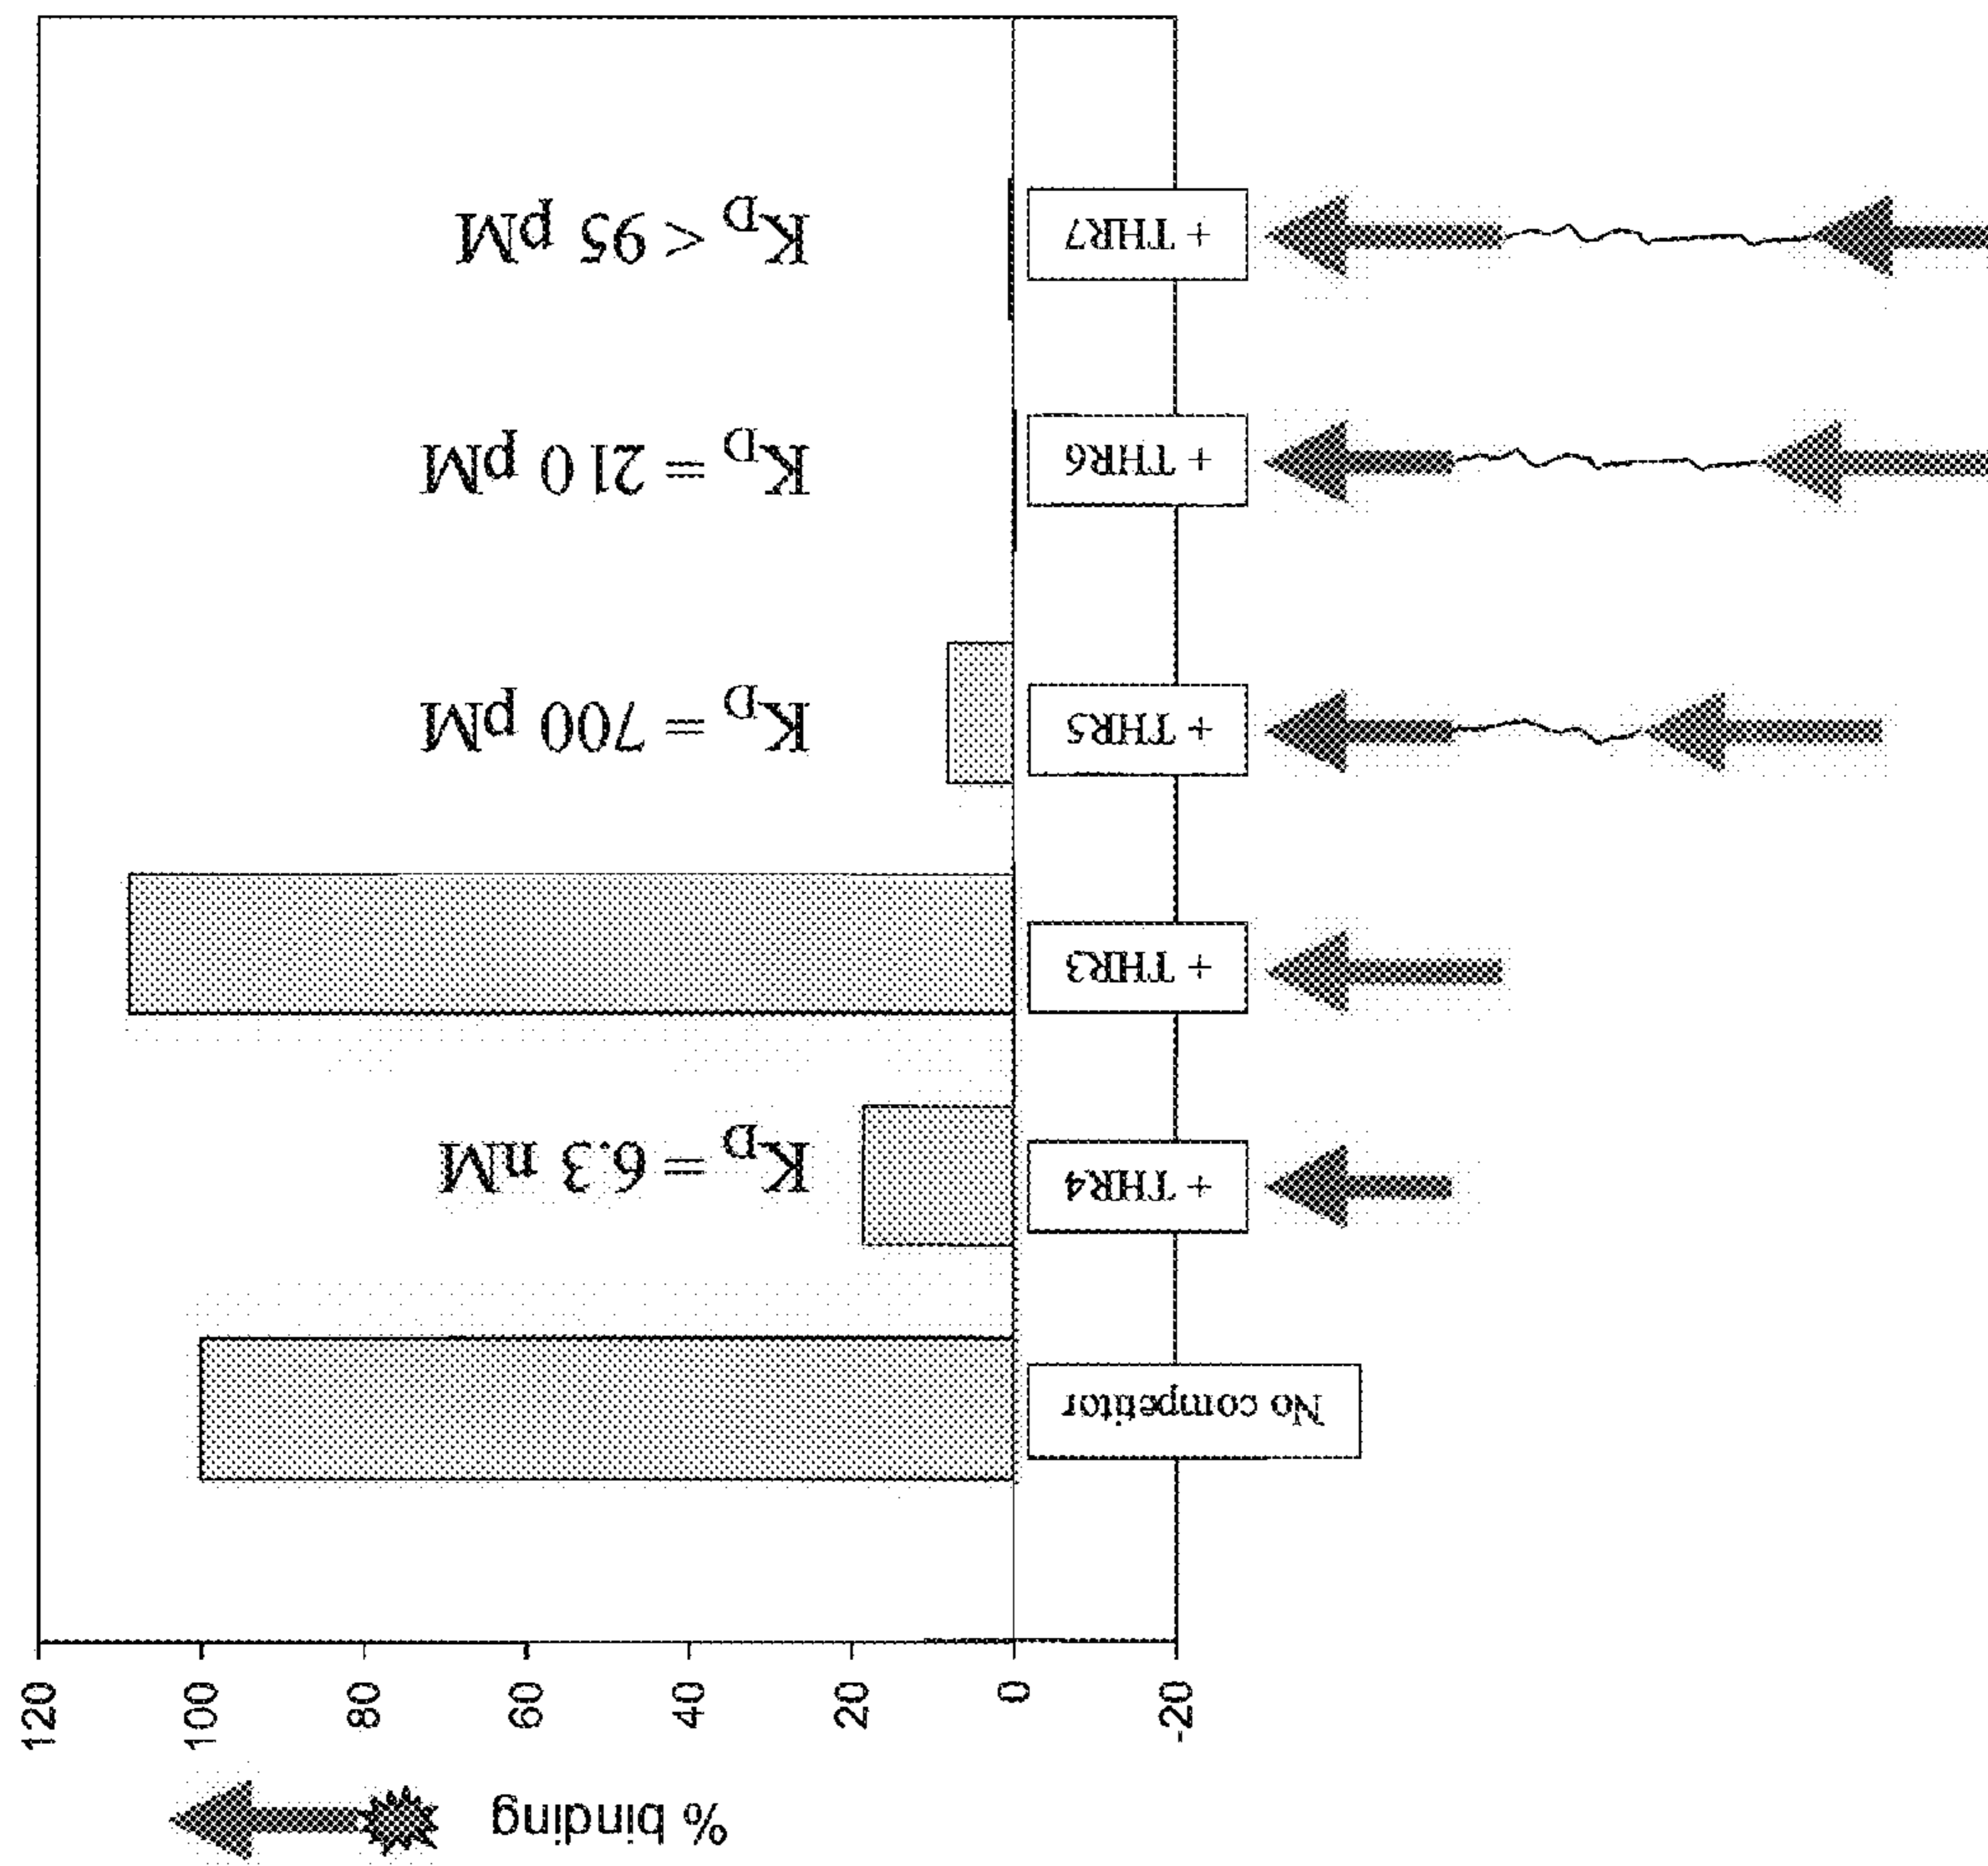 % binding
120
100
80
60
40
20
0
-20
No competitor
+ THR4
+ THR3
+ THR5
+ THR6
+ THR7
K_D = 6.3 nM
K_D = 700 pM
K_D = 210 pM
K_D < 95 pM